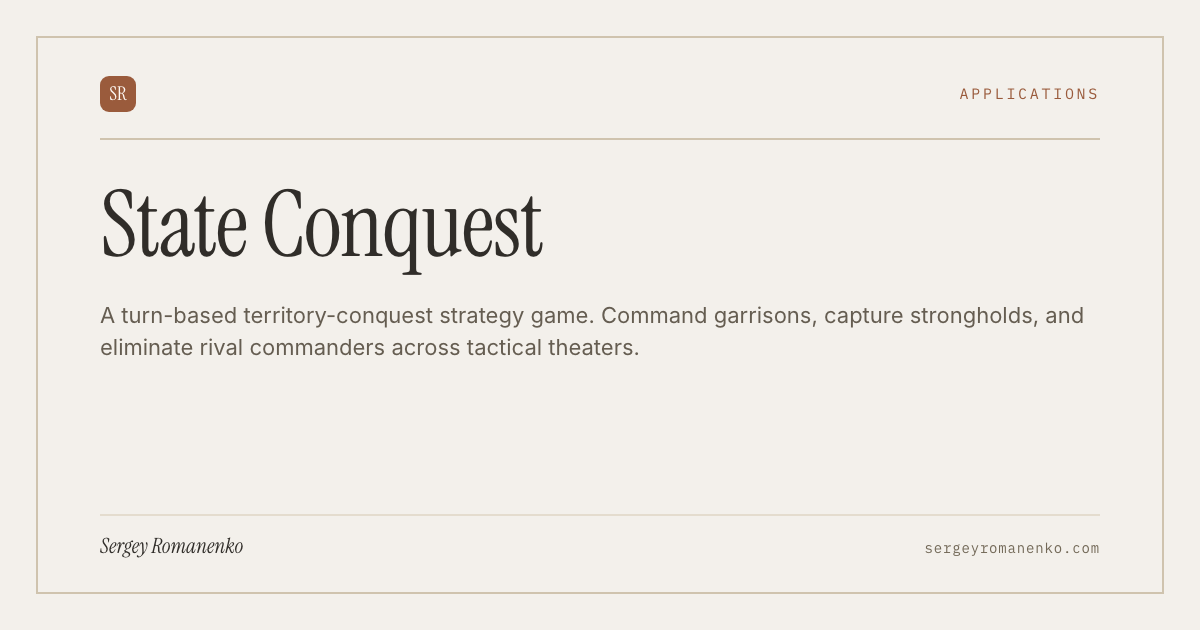 SR
APPLICATIONS
State Conquest
A turn-based territory-conquest strategy game. Command garrisons, capture strongholds, and
eliminate rival commanders across tactical theaters.
Sergey Romanenko
sergeyromanenko.com